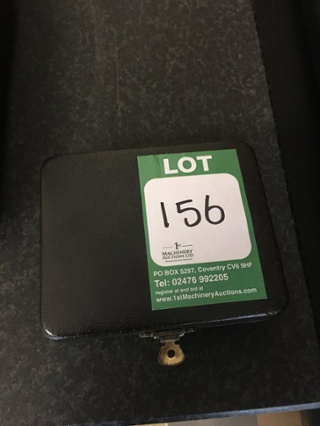 LOT
156
1st
MACHINERY
AUCTIONS LTD
PO BOX 5297, Coventry CV6 9HF
Tel: 02476 992205
register at and bid at
www.1stMachineryAuctions.com